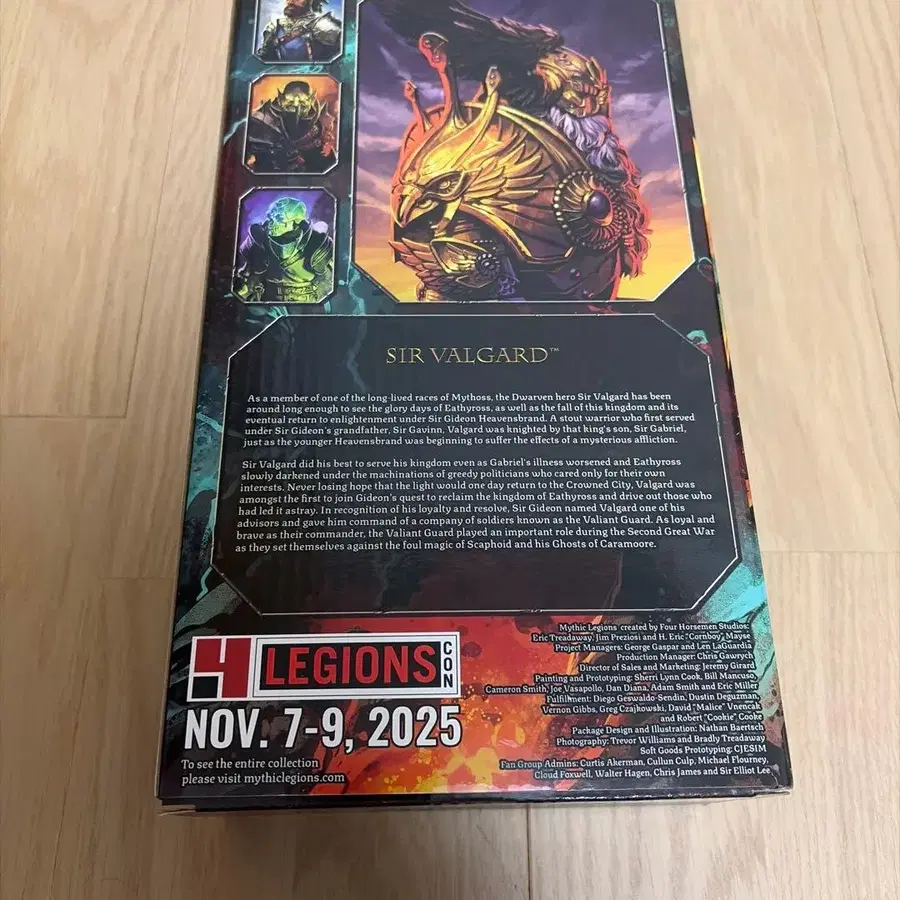 SIR VALGARD™
As a member of one of the long-lived races of Mythoss, the Dwarven hero Sir Valgard has been
around long enough to see the glory days of Eathyross, as well as the fall of this kingdom and its
eventual return to enlightenment under Sir Gideon Heavensbrand. A stout warrior who first served
under Sir Gideon's grandfather, Sir Gavinn, Valgard was knighted by that king's son, Sir Gabriel,
just as the younger Heavensbrand was beginning to suffer the effects of a mysterious affliction.
Sir Valgard did his best to serve his kingdom even as Gabriel's illness worsened and Eathyross
slowly darkened under the machinations of greedy politicians who cared only for their own
interests. Never losing hope that the light would one day return to the Crowned City, Valgard was
amongst the first to join Gideon's quest to reclaim the kingdom of Eathyross and drive out those who
had led it astray. In recognition of his loyalty and resolve, Sir Gideon named Valgard one of his
advisors and gave him command of a company of soldiers known as the Valiant Guard. As loyal and
brave as their commander, the Valiant Guard played an important role during the Second Great War
as they set themselves against the foul magic of Scaphoid and his Ghosts of Caramoore.
4 LEGIONS CON
NOV. 7-9, 2025
To see the entire collection
please visit mythiclegions.com
Mythic Legions created by Four Horsemen Studios:
Eric Treadaway, Jim Preziosi and H. Eric "Cornboy" Mayse
Project Managers: George Gaspar and Len LaGuardia
Production Manager: Chris Gawrych
Director of Sales and Marketing: Jeremy Girard
Painting and Prototyping: Sherri Lynn Cook, Bill Mancuso,
Cameron Smith, Joe Vasapollo, Dan Diana, Adam Smith and Eric Miller
Fulfillment: Diego Geswaldo-Sendin, Dustin Deguzman,
Vernon Gibbs, Greg Czajkowski, David "Malice" Vnencak
and Robert "Cookie" Cooke
Package Design and Illustration: Nathan Baertsch
Photography: Trevor Williams and Bradly Treadaway
Soft Goods Prototyping: CJESIM
Fan Group Admins: Curtis Akerman, Cullun Culp, Michael Flourney,
Cloud Foxwell, Walter Hagen, Chris James and Sir Elliot Lee